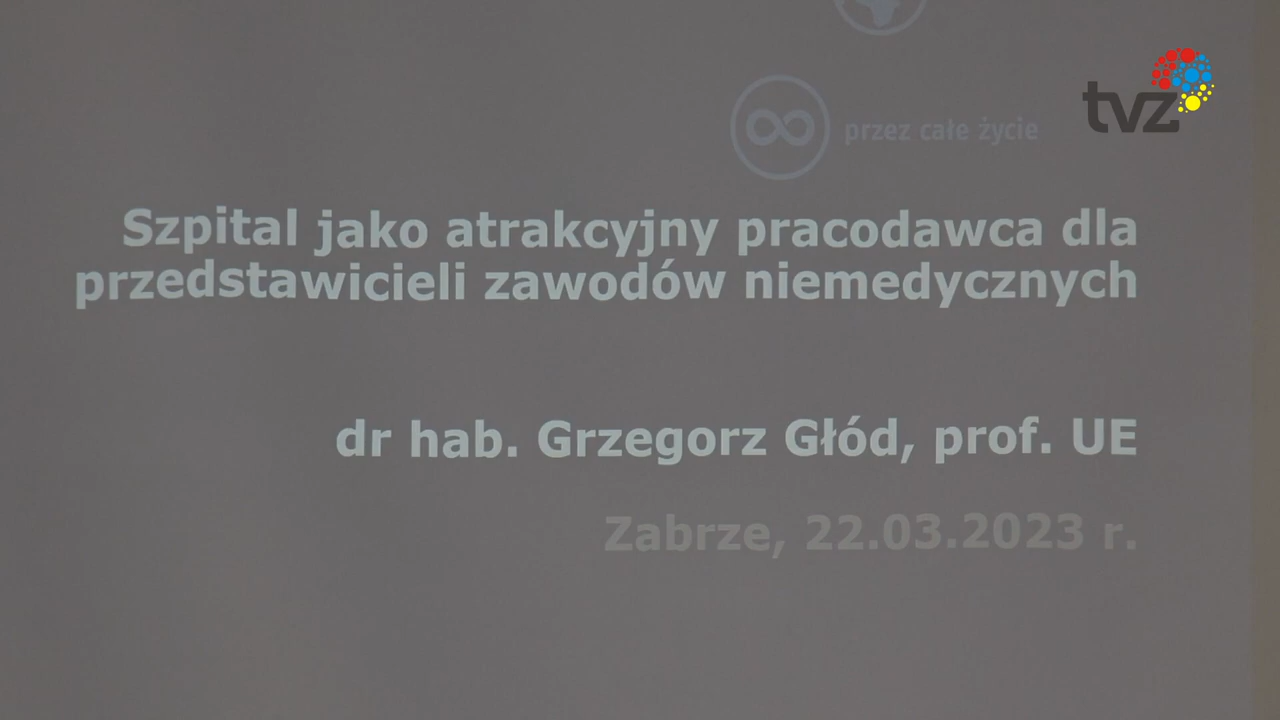 tvz
przez całe życie
Szpital jako atrakcyjny pracodawca dla
przedstawicieli zawodów niemedycznych
dr hab. Grzegorz Głód, prof. UE
Zabrze, 22.03.2023 r.